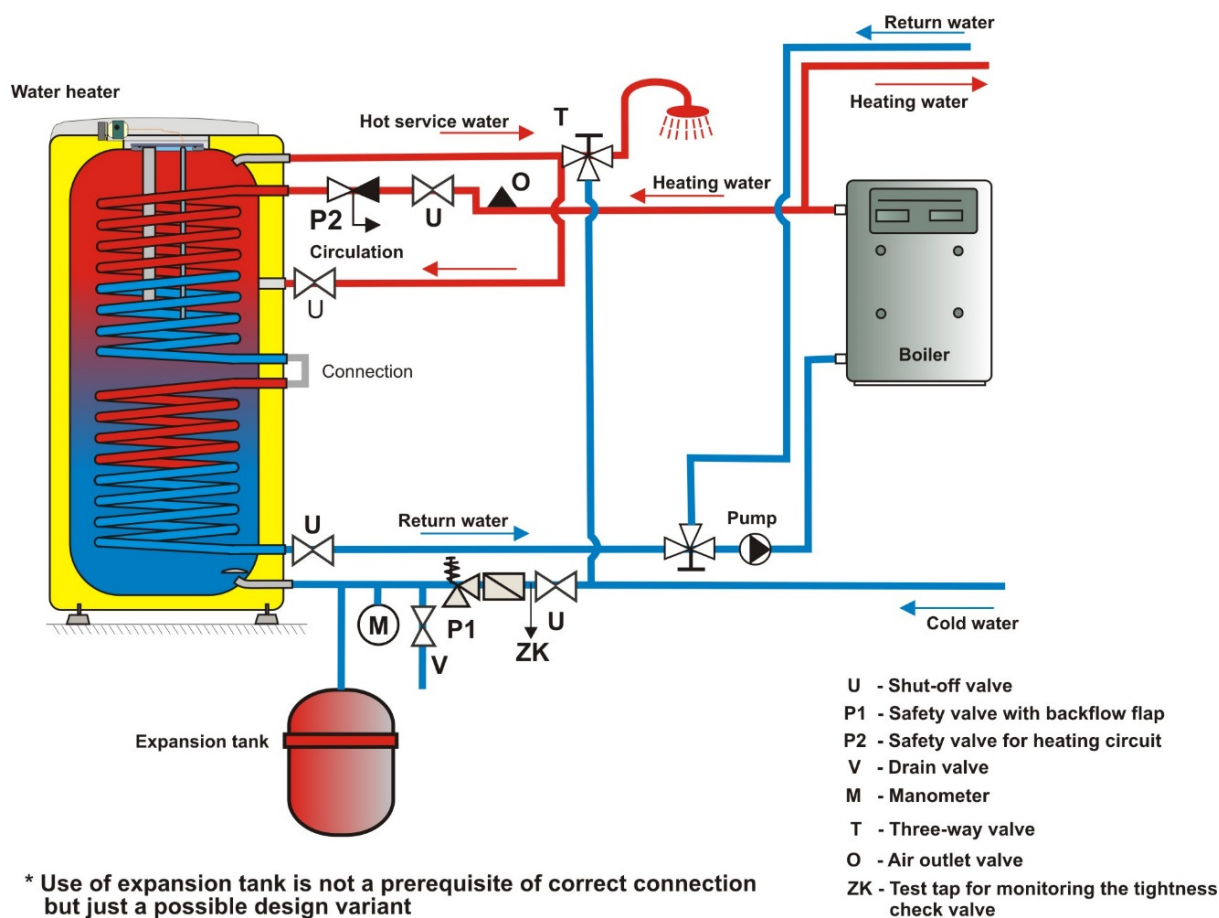 Return water
Heating water
Water heater
Hot service water
T
O
Heating water
P2
U
Circulation
U
Boiler
Connection
U
Return water
Pump
M
P1
U
Cold water
V
ZK
Expansion tank
U - Shut-off valve
P1 - Safety valve with backflow flap
P2 - Safety valve for heating circuit
V - Drain valve
M - Manometer
T - Three-way valve
O - Air outlet valve
ZK - Test tap for monitoring the tightness
check valve
* Use of expansion tank is not a prerequisite of correct connection
but just a possible design variant